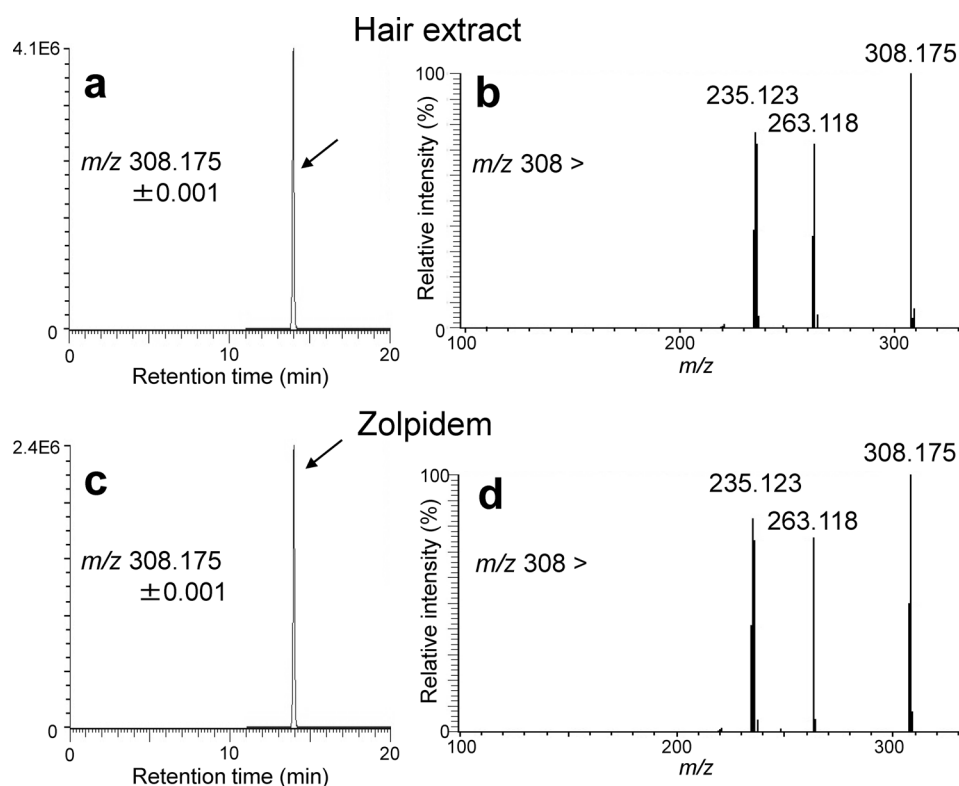 Hair extract
4.1E6
a
m/z 308.175
±0.001
0
0
10
20
Retention time (min)
b
308.175
235.123
263.118
m/z 308 >
Relative intensity (%)
100
0
100
200
300
m/z
Zolpidem
2.4E6
c
m/z 308.175
±0.001
0
0
10
20
Retention time (min)
d
308.175
235.123
263.118
m/z 308 >
Relative intensity (%)
100
0
100
200
300
m/z